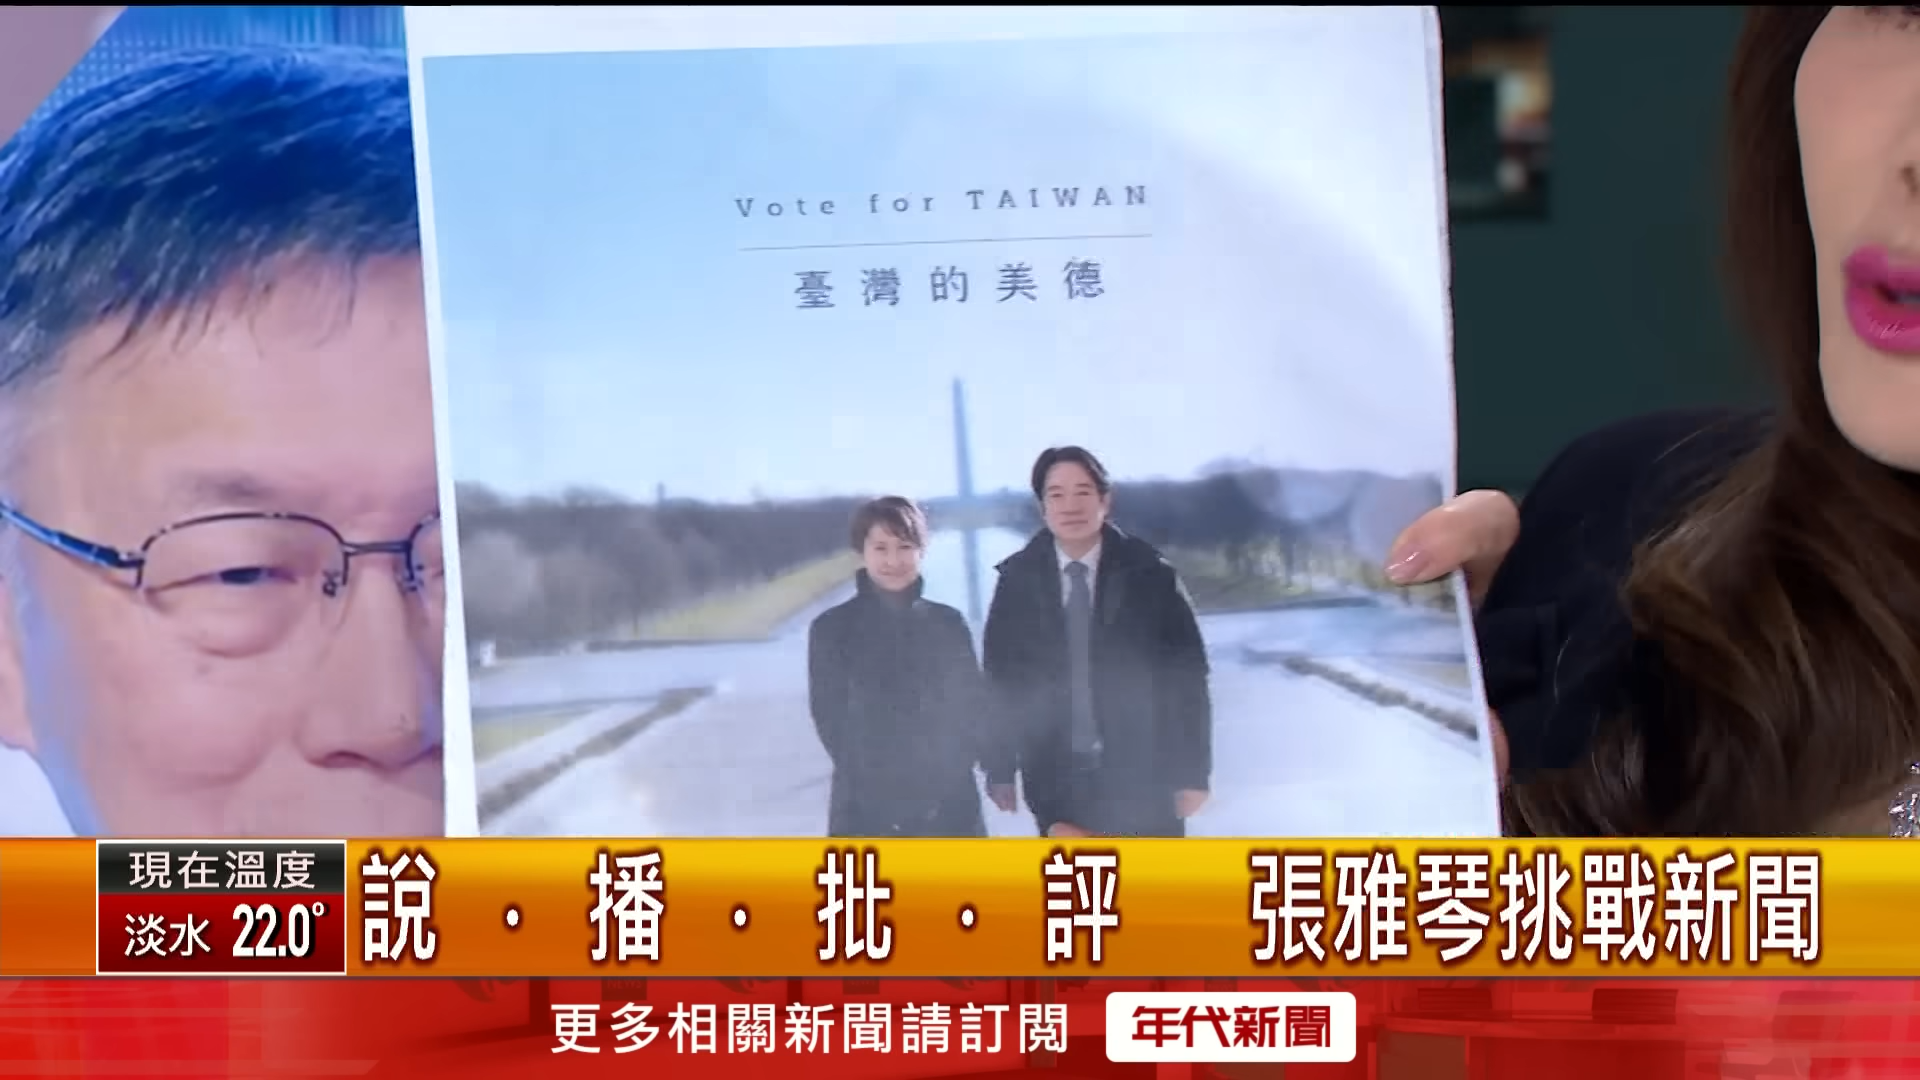 Vote for TAIWAN
臺灣的美德
現在溫度
淡水 22.0°
說・播・批・評 張雅琴挑戰新聞
更多相關新聞請訂閱 年代新聞